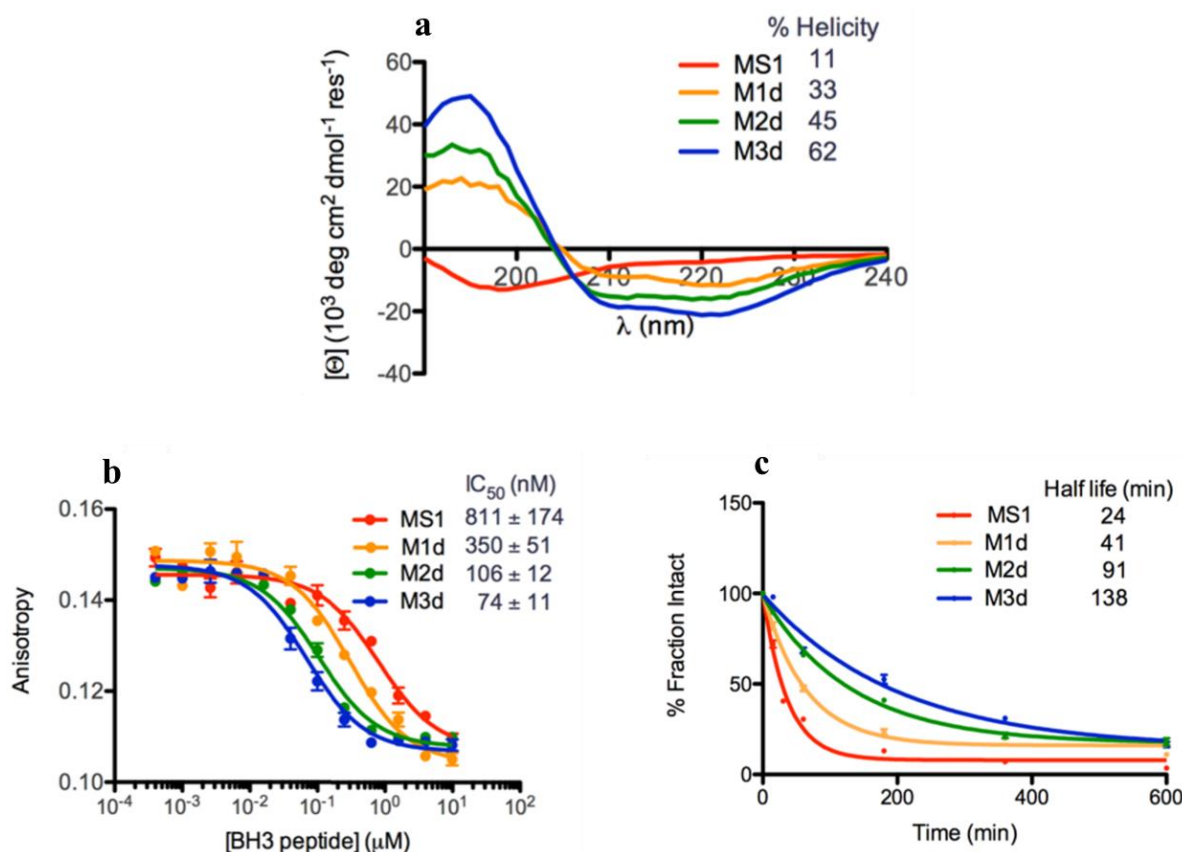 a
% Helicity
MS1 11
M1d 33
M2d 45
M3d 62
60
40
20
0
-20
-40
200
210
220
230
240
λ (nm)
[Θ] (10³ deg cm² dmol⁻¹ res⁻¹)
b
IC₅₀ (nM)
MS1 811 ± 174
M1d 350 ± 51
M2d 106 ± 12
M3d 74 ± 11
0.16
0.14
0.12
0.10
Anisotropy
10⁻⁴ 10⁻³ 10⁻² 10⁻¹ 10⁰ 10¹ 10²
[BH3 peptide] (μM)
c
Half life (min)
MS1 24
M1d 41
M2d 91
M3d 138
150
100
50
0
% Fraction Intact
0 200 400 600
Time (min)